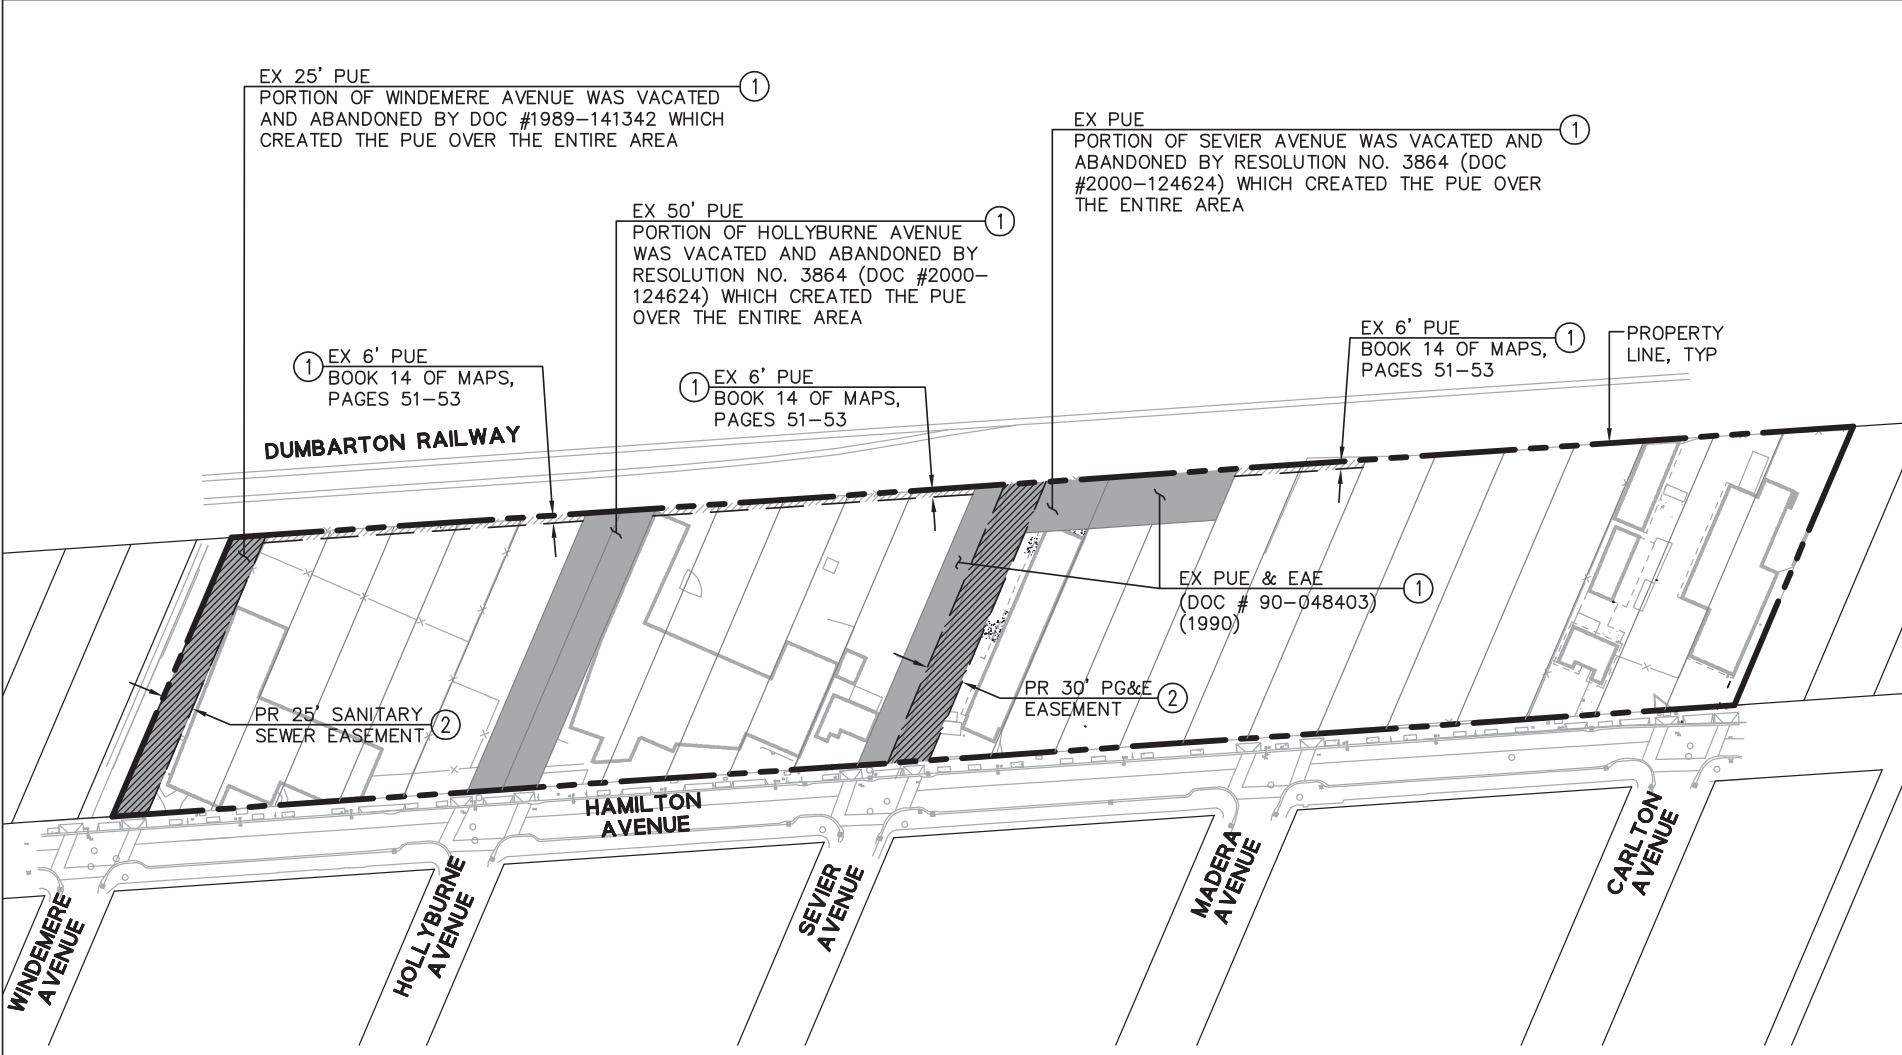 EX 25' PUE
PORTION OF WINDEMERE AVENUE WAS VACATED
AND ABANDONED BY DOC #1989-141342 WHICH
CREATED THE PUE OVER THE ENTIRE AREA
1
EX PUE
PORTION OF SEVIER AVENUE WAS VACATED AND
ABANDONED BY RESOLUTION NO. 3864 (DOC
#2000-124624) WHICH CREATED THE PUE OVER
THE ENTIRE AREA
1
EX 50' PUE
PORTION OF HOLLYBURNE AVENUE
WAS VACATED AND ABANDONED BY
RESOLUTION NO. 3864 (DOC #2000-
124624) WHICH CREATED THE PUE
OVER THE ENTIRE AREA
1
1
EX 6' PUE
BOOK 14 OF MAPS,
PAGES 51-53
1
EX 6' PUE
BOOK 14 OF MAPS,
PAGES 51-53
EX 6' PUE
BOOK 14 OF MAPS,
PAGES 51-53
1
PROPERTY
LINE, TYP
DUMBARTON RAILWAY
EX PUE & EAE
(DOC # 90-048403)
(1990)
1
PR 30' PG&E
EASEMENT
2
PR 25' SANITARY
SEWER EASEMENT
2
HAMILTON
AVENUE
WINDEMERE
AVENUE
HOLLYBURNE
AVENUE
SEVIER
AVENUE
MADERA
AVENUE
CARLTON
AVENUE